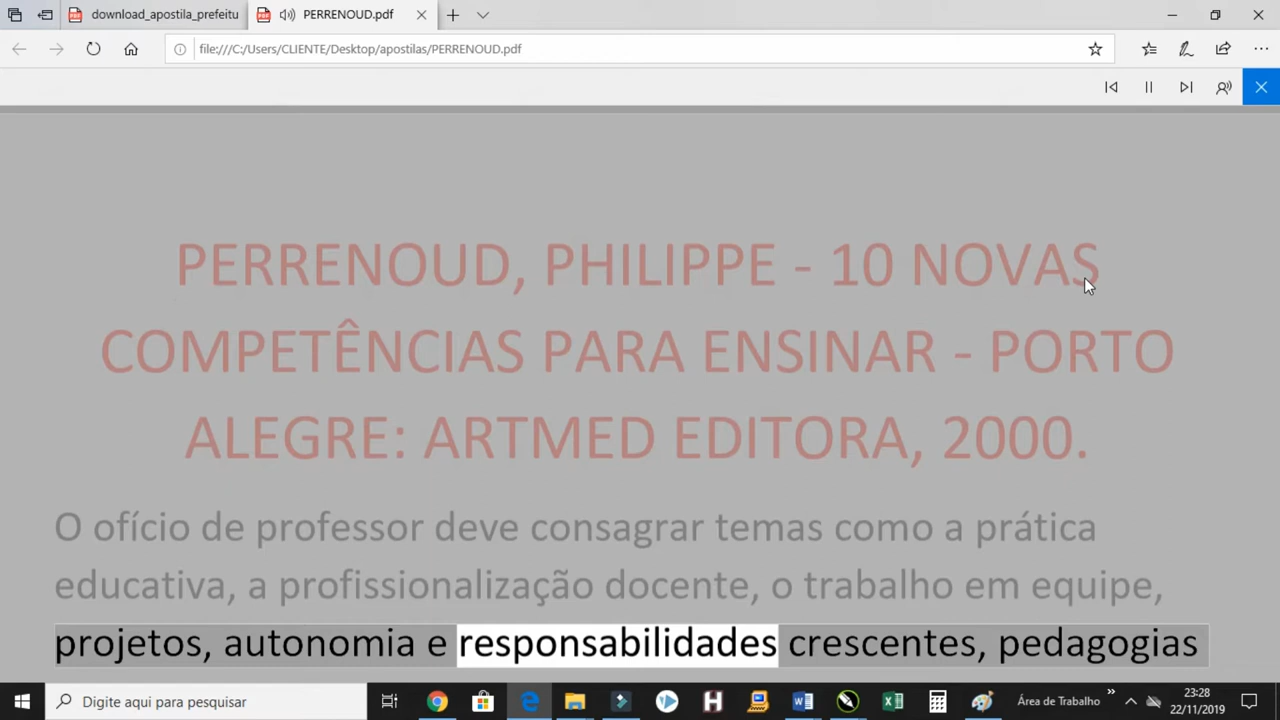 download_apostila_prefeitu
PERRENOUD.pdf
file:///C:/Users/CLIENTE/Desktop/apostilas/PERRENOUD.pdf
PERRENOUD, PHILIPPE - 10 NOVAS
COMPETÊNCIAS PARA ENSINAR - PORTO
ALEGRE: ARTMED EDITORA, 2000.
O ofício de professor deve consagrar temas como a prática
educativa, a profissionalização docente, o trabalho em equipe,
projetos, autonomia e responsabilidades crescentes, pedagogias
Digite aqui para pesquisar
Área de Trabalho
23:28
22/11/2019